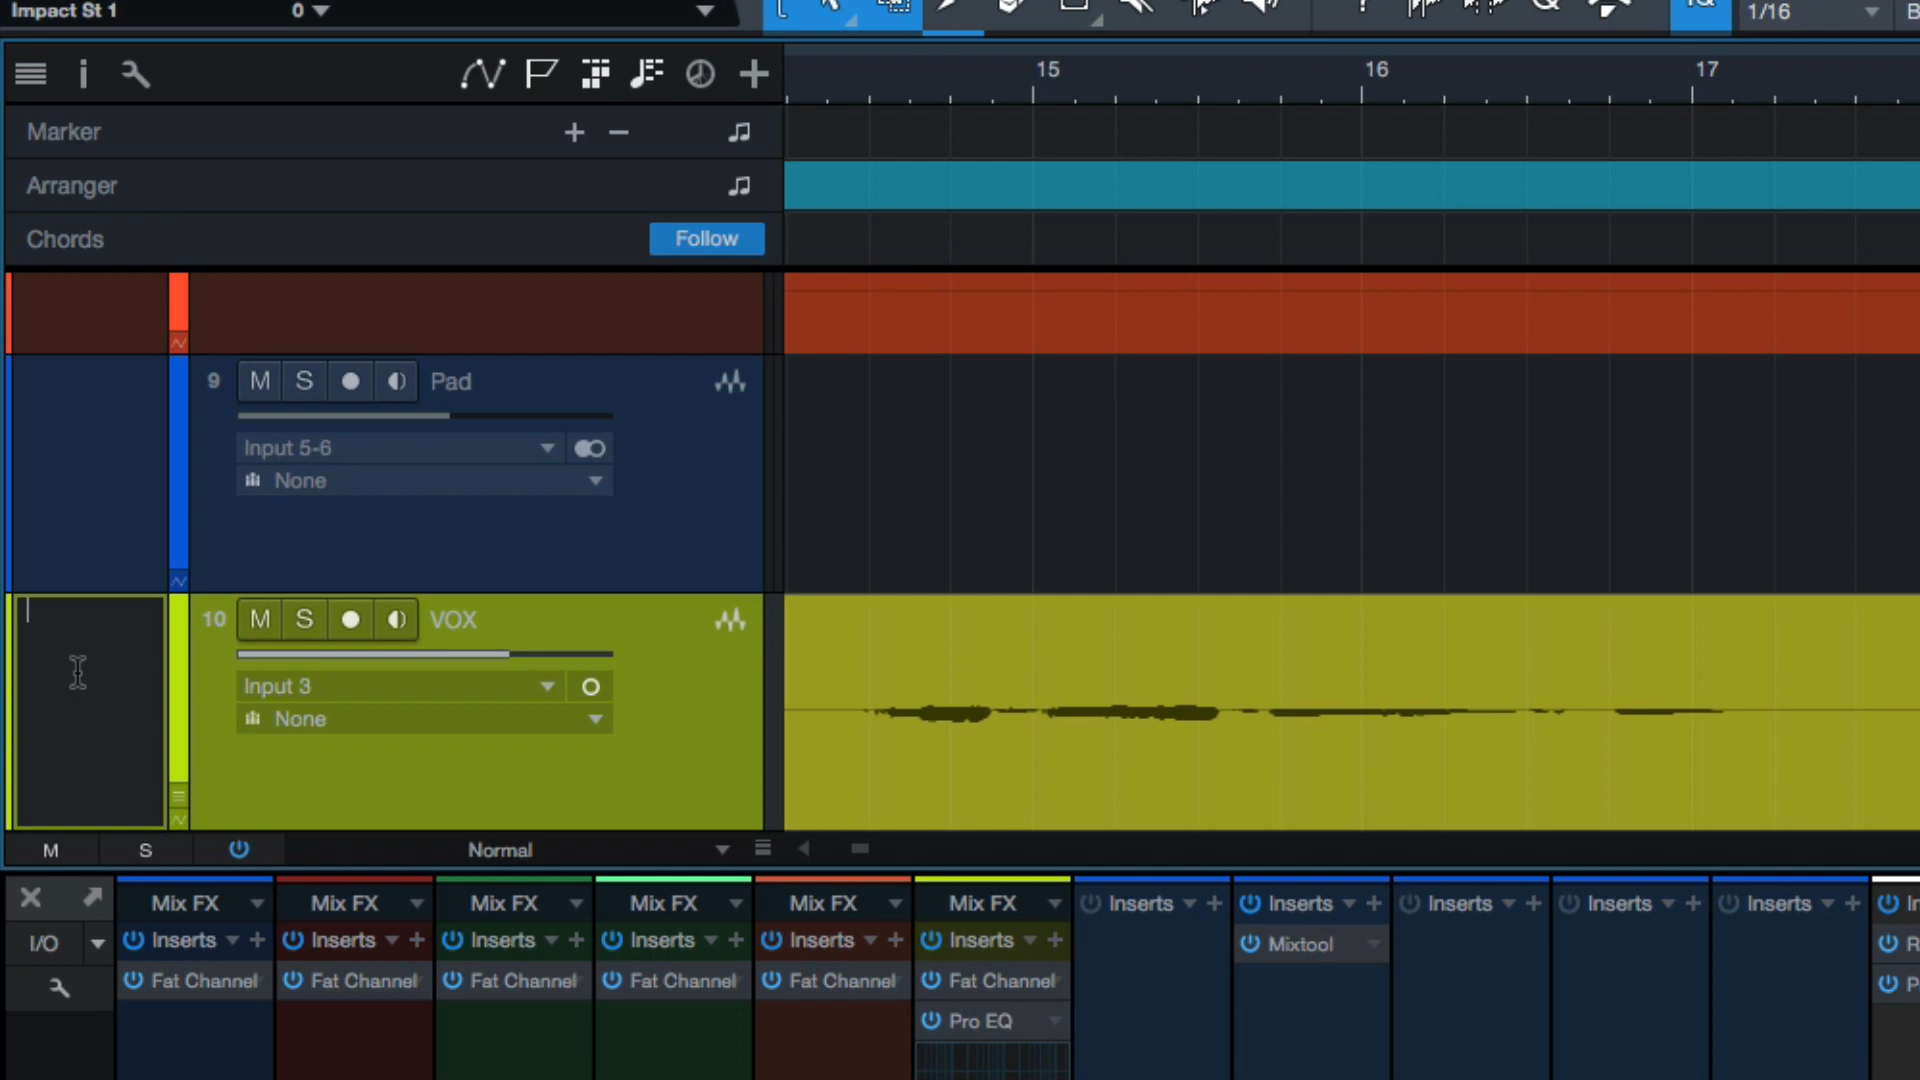 Impact St 1 0
1/16
15 16 17
Marker
Arranger
Chords Follow
9 M S Pad
Input 5-6
None
10 M S VOX
Input 3
None
M S Normal
Mix FX Mix FX Mix FX Mix FX Mix FX Mix FX Inserts Inserts Inserts Inserts Inserts
I/O Inserts Inserts Inserts Inserts Inserts Inserts Mixtool
Fat Channel Fat Channel Fat Channel Fat Channel Fat Channel Fat Channel
Pro EQ